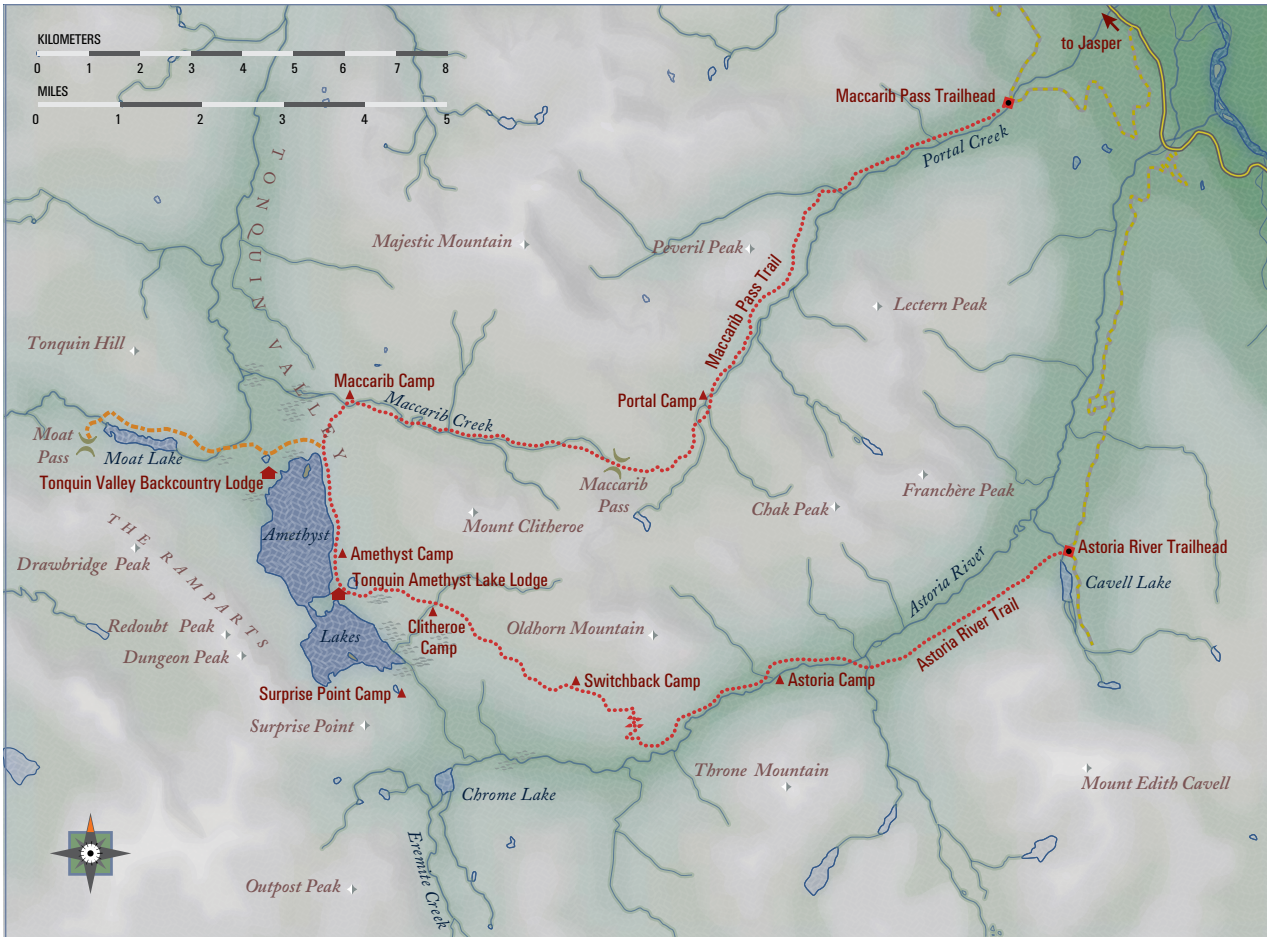 KILOMETERS
0 1 2 3 4 5 6 7 8
MILES
0 1 2 3 4 5
to Jasper
Maccarib Pass Trailhead
Portal Creek
TONQUIN VALLEY
Majestic Mountain
Peveril Peak
Maccarib Pass Trail
Lectern Peak
Tonquin Hill
Maccarib Camp
Maccarib Creek
Portal Camp
Moat
Pass
Moat Lake
Tonquin Valley Backcountry Lodge
Maccarib
Pass
Franchère Peak
Chak Peak
Mount Clitheroe
THE RAMPARTS
Amethyst
Drawbridge Peak
Amethyst Camp
Tonquin Amethyst Lake Lodge
Astoria River
Astoria River Trailhead
Cavell Lake
Redoubt Peak
Dungeon Peak
Lakes
Clitheroe
Camp
Oldhorn Mountain
Astoria River Trail
Surprise Point Camp
Switchback Camp
Astoria Camp
Surprise Point
Throne Mountain
Mount Edith Cavell
Chrome Lake
Eremite Creek
Outpost Peak